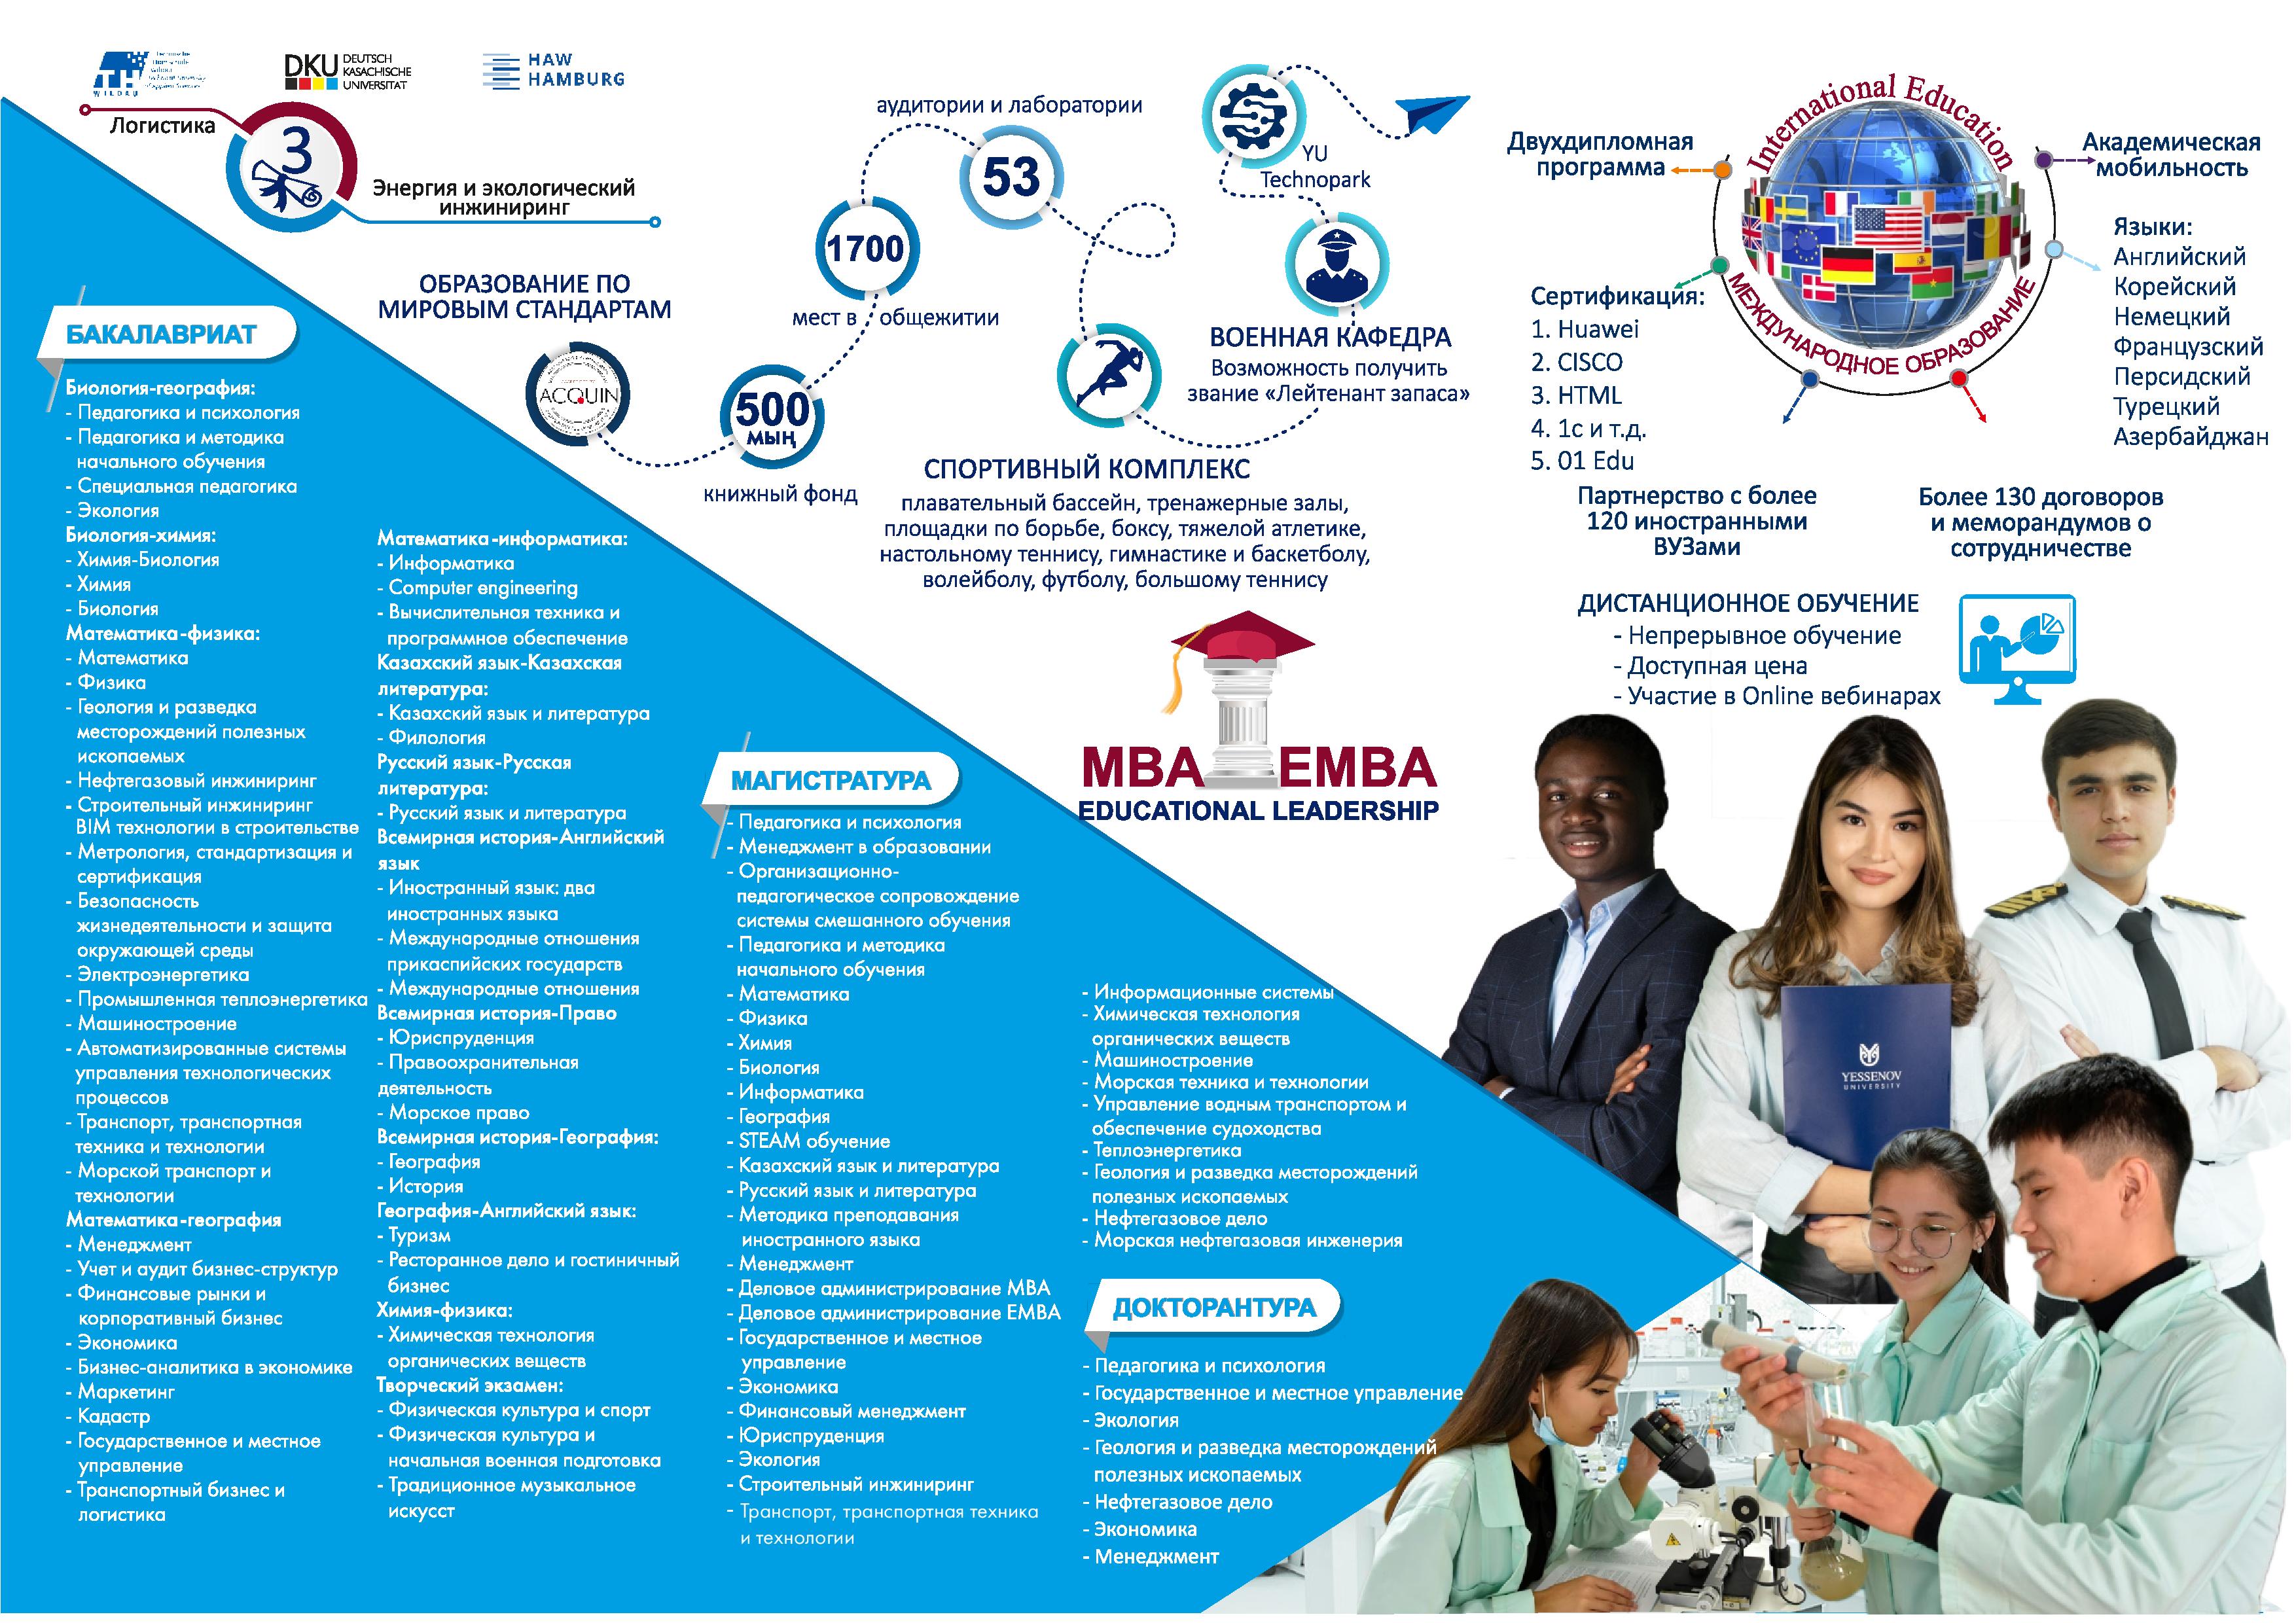 TH
WILDAU
DKU DEUTSCH
KASACHISCHE
UNIVERSITAT
HAW
HAMBURG
Логистика
3
Энергия и экологический
инжиниринг
ОБРАЗОВАНИЕ ПО
МИРОВЫМ СТАНДАРТАМ
ACQUIN
500
МЫҢ
книжный фонд
1700
мест в общежитии
аудитории и лаборатории
53
YU
Technopark
ВОЕННАЯ КАФЕДРА
Возможность получить
звание «Лейтенант запаса»
СПОРТИВНЫЙ КОМПЛЕКС
плавательный бассейн, тренажерные залы,
площадки по борьбе, боксу, тяжелой атлетике,
настольному теннису, гимнастике и баскетболу,
волейболу, футболу, большому теннису
MBA EMBA
EDUCATIONAL LEADERSHIP
International Education
МЕЖДУНАРОДНОЕ ОБРАЗОВАНИЕ
Двухдипломная
программа
Академическая
мобильность
Сертификация:
1. Huawei
2. CISCO
3. HTML
4. 1с и т.д.
5. 01 Edu
Языки:
Английский
Корейский
Немецкий
Французский
Персидский
Турецкий
Азербайджан
Партнерство с более
120 иностранными
ВУЗами
Более 130 договоров
и меморандумов о
сотрудничестве
ДИСТАНЦИОННОЕ ОБУЧЕНИЕ
- Непрерывное обучение
- Доступная цена
- Участие в Online вебинарах
БАКАЛАВРИАТ
Биология-география:
- Педагогика и психология
- Педагогика и методика
начального обучения
- Специальная педагогика
- Экология
Биология-химия:
- Химия-Биология
- Химия
- Биология
Математика-физика:
- Математика
- Физика
- Геология и разведка
месторождений полезных
ископаемых
- Нефтегазовый инжиниринг
- Строительный инжиниринг
BIM технологии в строительстве
- Метрология, стандартизация и
сертификация
- Безопасность
жизнедеятельности и защита
окружающей среды
- Электроэнергетика
- Промышленная теплоэнергетика
- Машиностроение
- Автоматизированные системы
управления технологических
процессов
- Транспорт, транспортная
техника и технологии
- Морской транспорт и
технологии
Математика-география
- Менеджмент
- Учет и аудит бизнес-структур
- Финансовые рынки и
корпоративный бизнес
- Экономика
- Бизнес-аналитика в экономике
- Маркетинг
- Кадастр
- Государственное и местное
управление
- Транспортный бизнес и
логистика
Математика-информатика:
- Информатика
- Computer engineering
- Вычислительная техника и
программное обеспечение
Казахский язык-Казахская
литература:
- Казахский язык и литература
- Филология
Русский язык-Русская
литература:
- Русский язык и литература
Всемирная история-Английский
язык
- Иностранный язык: два
иностранных языка
- Международные отношения
прикаспийских государств
- Международные отношения
Всемирная история-Право
- Юриспруденция
- Правоохранительная
деятельность
- Морское право
Всемирная история-География:
- География
- История
География-Английский язык:
- Туризм
- Ресторанное дело и гостиничный
бизнес
Химия-физика:
- Химическая технология
органических веществ
Творческий экзамен:
- Физическая культура и спорт
- Физическая культура и
начальная военная подготовка
- Традиционное музыкальное
искусст
МАГИСТРАТУРА
- Педагогика и психология
- Менеджмент в образовании
- Организационно-
педагогическое сопровождение
системы смешанного обучения
- Педагогика и методика
начального обучения
- Математика
- Физика
- Химия
- Биология
- Информатика
- География
- STEAM обучение
- Казахский язык и литература
- Русский язык и литература
- Методика преподавания
иностранного языка
- Менеджмент
- Деловое администрирование MBA
- Деловое администрирование EMBA
- Государственное и местное
управление
- Экономика
- Финансовый менеджмент
- Юриспруденция
- Экология
- Строительный инжиниринг
- Транспорт, транспортная техника
и технологии
- Информационные системы
- Химическая технология
органических веществ
- Машиностроение
- Морская техника и технологии
- Управление водным транспортом и
обеспечение судоходства
- Теплоэнергетика
- Геология и разведка месторождений
полезных ископаемых
- Нефтегазовое дело
- Морская нефтегазовая инженерия
ДОКТОРАНТУРА
- Педагогика и психология
- Государственное и местное управление
- Экология
- Геология и разведка месторождений
полезных ископаемых
- Нефтегазовое дело
- Экономика
- Менеджмент
YESSENOV
UNIVERSITY